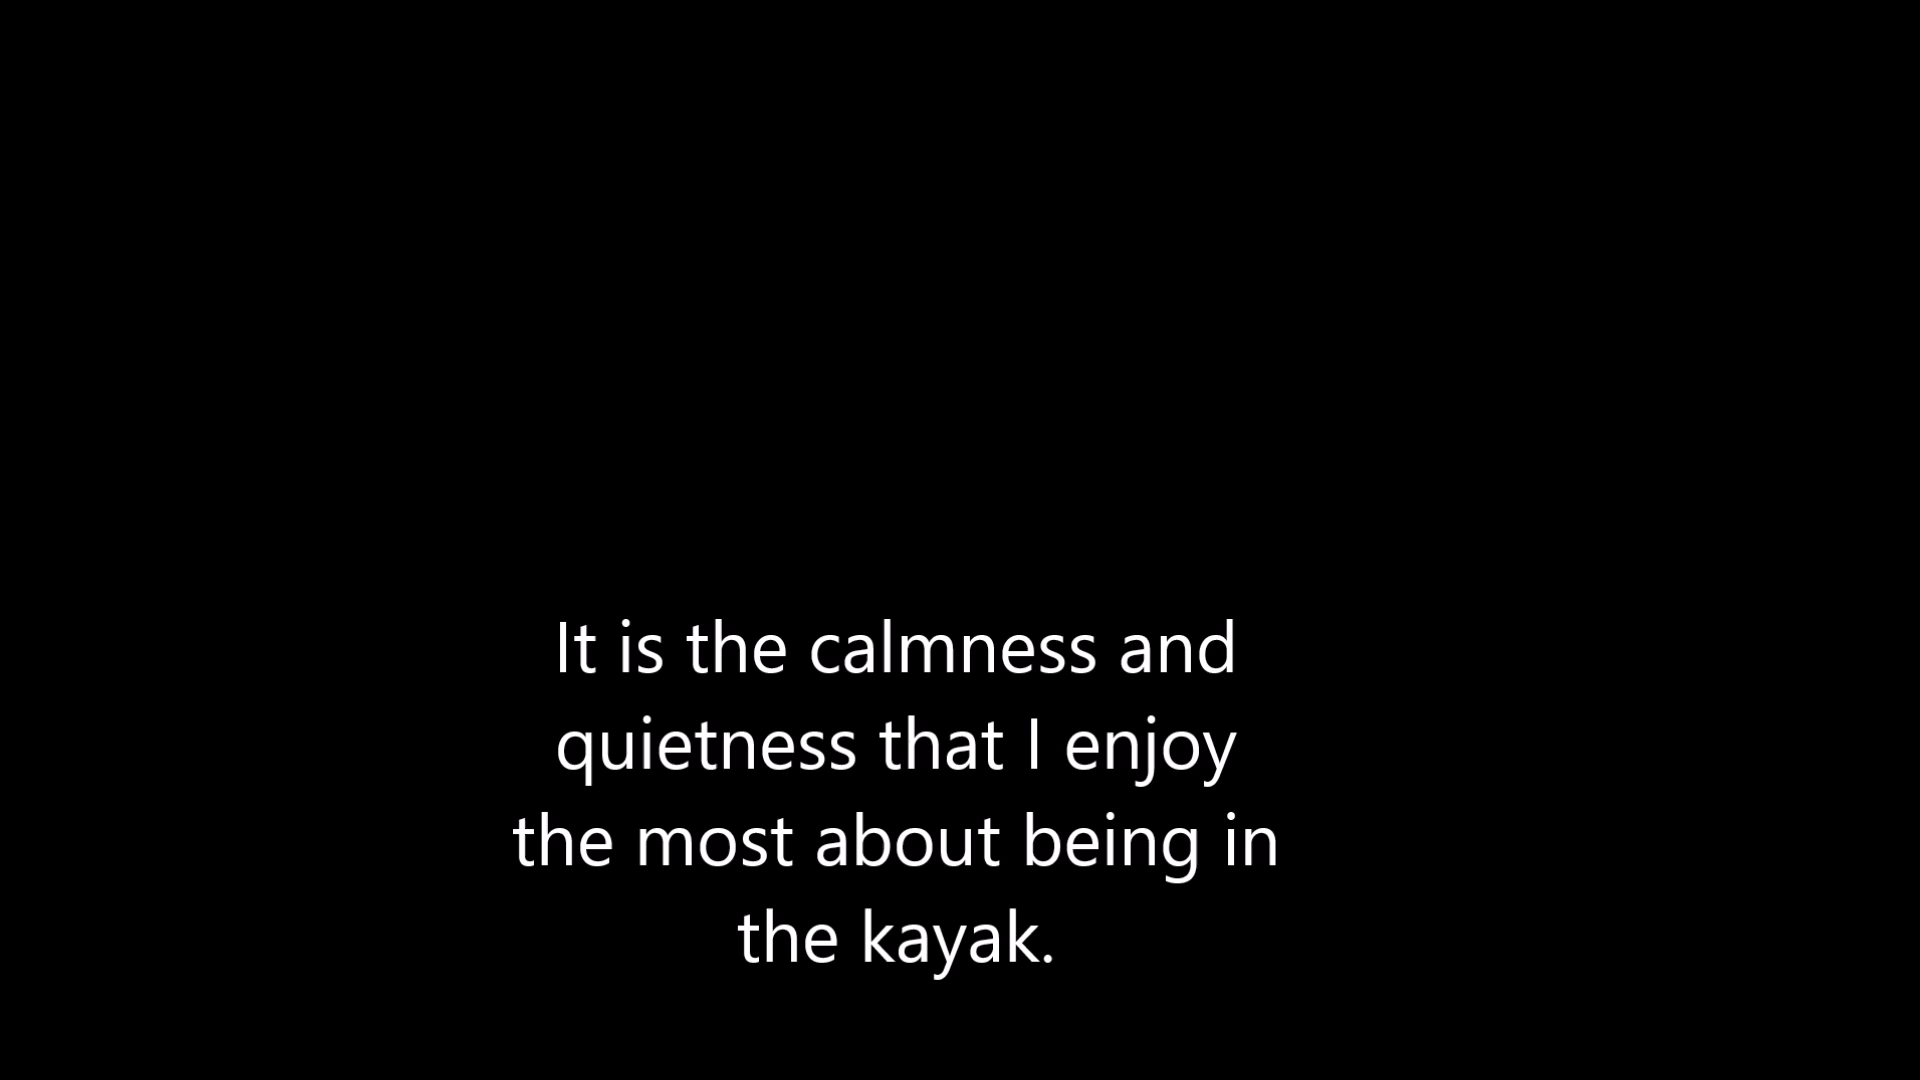 It is the calmness and
quietness that I enjoy
the most about being in
the kayak.